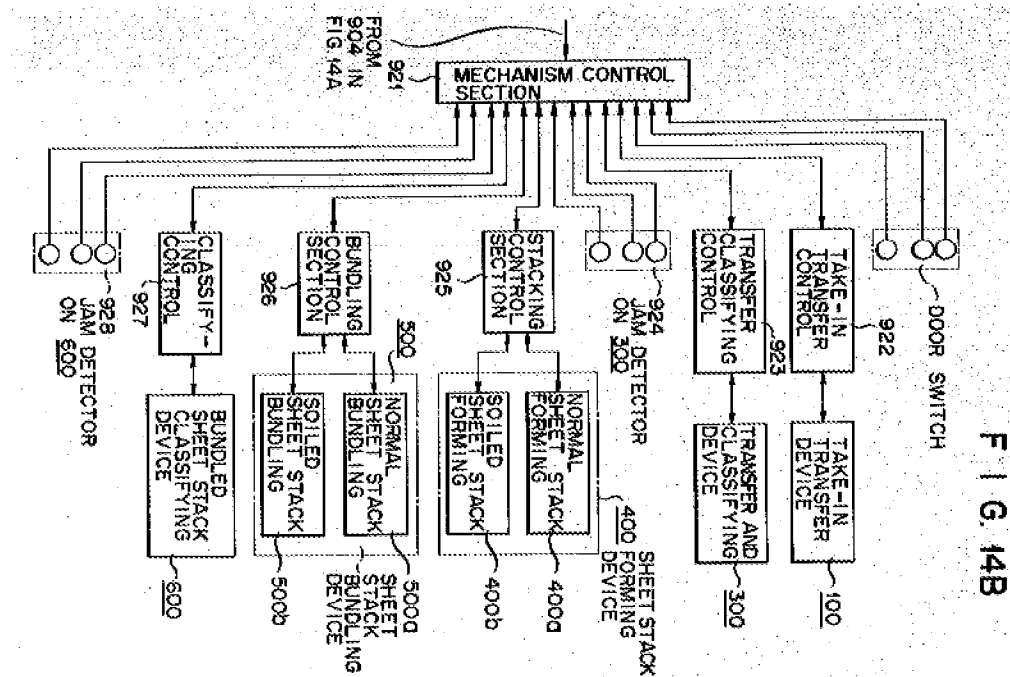 FIG. 14B
FROM
904 IN
FIG 14A
921
MECHANISM CONTROL
SECTION
DOOR SWITCH
TAKE-IN
TRANSFER
CONTROL
922
TAKE-IN
TRANSFER
DEVICE
100
TRANSFER
CLASSIFYING
CONTROL
923
TRANSFER AND
CLASSIFYING
DEVICE
300
924
JAM DETECTOR
ON 300
STACKING
CONTROL
SECTION
925
NORMAL
SHEET STACK
FORMING
400a
SOILED
SHEET STACK
FORMING
400b
SHEET STACK
400 FORMING
DEVICE
BUNDLING
CONTROL
SECTION
926
500
NORMAL
SHEET STACK
BUNDLING
500a
SOILED
SHEET STACK
BUNDLING
500b
SHEET
STACK
BUNDLING
DEVICE
CLASSIFY-
ING
CONTROL
927
BUNDLED
SHEET STACK
CLASSIFYING
DEVICE
600
928
JAM DETECTOR
ON 600